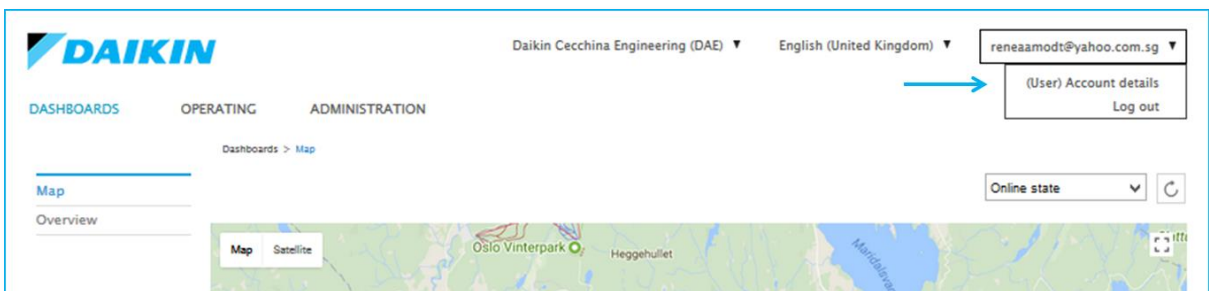 DAIKIN
Daikin Cecchina Engineering (DAE) ▼ English (United Kingdom) ▼ reneaamodt@yahoo.com.sg ▼
(User) Account details
Log out
DASHBOARDS OPERATING ADMINISTRATION
Dashboards > Map
Map
Online state
Overview
Map Satellite
Oslo Vinterpark
Heggehullet